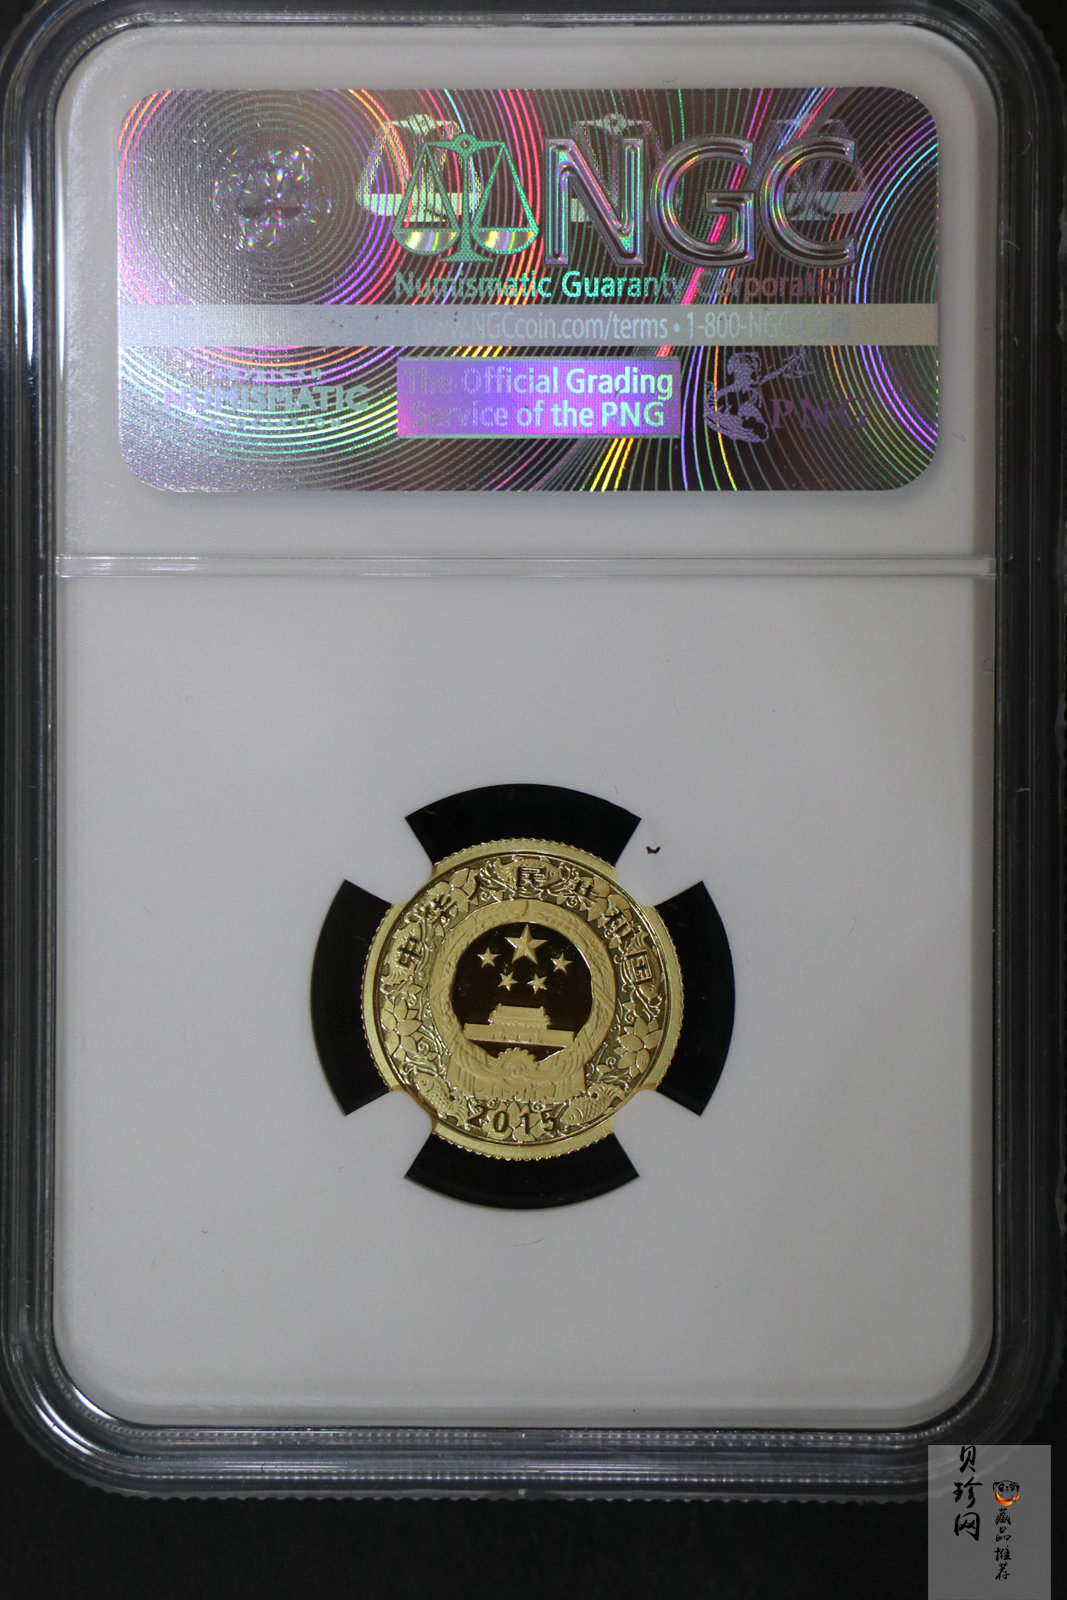 NGC
Numismatic Guaranty Corporation
NGCcoin.com/terms • 1-800-NGC-COIN
NUMISMATIC
The Official Grading
Service of the PNG
PNG
中华人民共和国
2015
贝珍网
藏品推荐